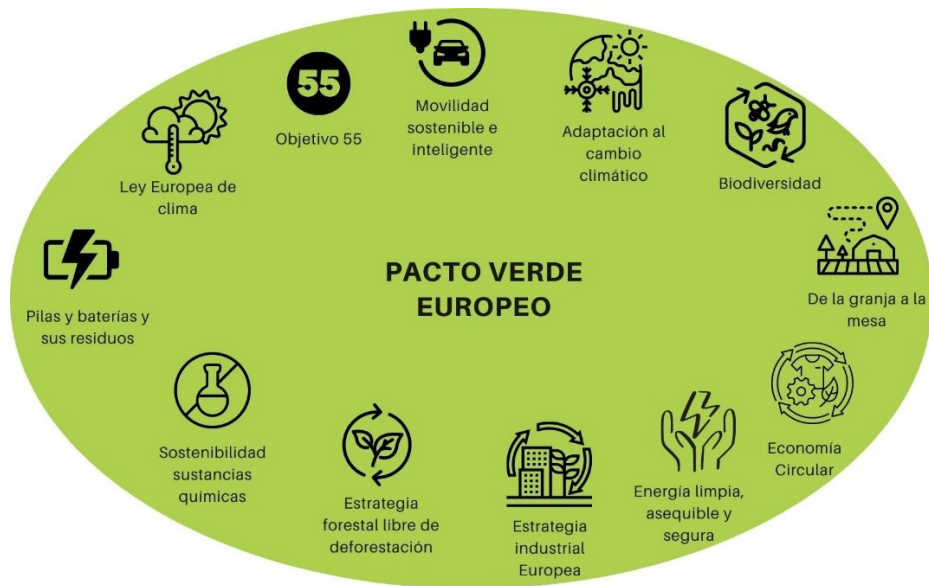 PACTO VERDE
EUROPEO
55
Objetivo 55
Movilidad
sostenible e
inteligente
Adaptación al
cambio
climático
Biodiversidad
De la granja a la
mesa
Economía
Circular
Energía limpia,
asequible y
segura
Estrategia
industrial
Europea
Estrategia
forestal libre de
deforestación
Sostenibilidad
sustancias
químicas
Pilas y baterías y
sus residuos
Ley Europea de
clima